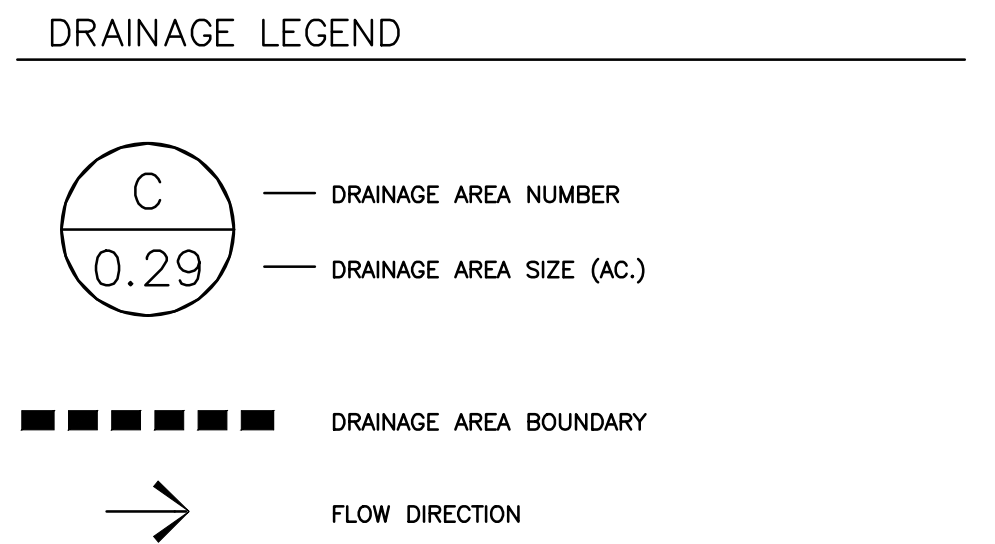 DRAINAGE LEGEND
C
DRAINAGE AREA NUMBER
0.29
DRAINAGE AREA SIZE (AC.)
DRAINAGE AREA BOUNDARY
FLOW DIRECTION